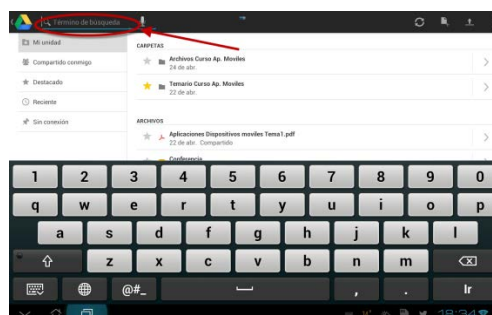 Término de búsqueda
Mi unidad
Compartido conmigo
Destacado
Reciente
Sin conexión
CARPETAS
Archivos Curso Ap. Moviles
24 de abr.
Temario Curso Ap. Moviles
22 de abr.
ARCHIVOS
Aplicaciones Dispositivos moviles Tema1.pdf
22 de abr. Compartido
Conferencia
1 2 3 4 5 6 7 8 9 0
q w e r t y u i o p
a s d f g h j k l
z x c v b n m
@#_ , . Ir
18:34